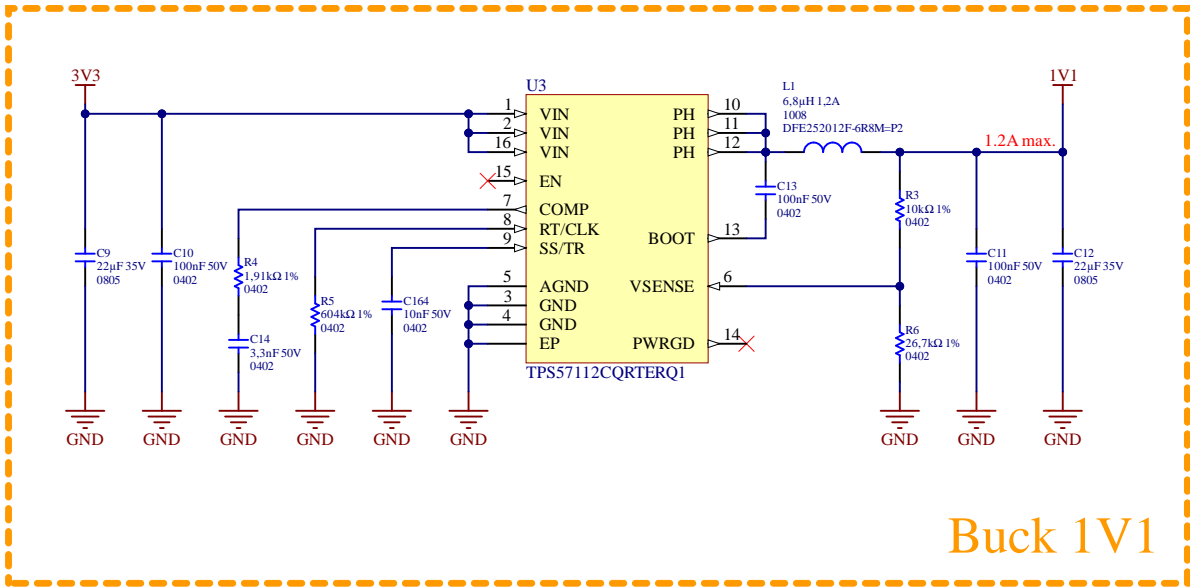 3V3
U3
1 VIN
2 VIN
16 VIN
15 EN
7 COMP
8 RT/CLK
9 SS/TR
5 AGND
3 GND
4 GND
EP
PH 10
PH 11
PH 12
BOOT 13
VSENSE 6
PWRGD 14
TPS57112CQRTERQ1
L1
6,8µH 1,2A
1008
DFE252012F-6R8M=P2
1V1
1.2A max.
C9
22µF 35V
0805
C10
100nF 50V
0402
R4
1,91kΩ 1%
0402
C14
3,3nF 50V
0402
R5
604kΩ 1%
0402
C164
10nF 50V
0402
C13
100nF 50V
0402
R3
10kΩ 1%
0402
R6
26,7kΩ 1%
0402
C11
100nF 50V
0402
C12
22µF 35V
0805
GND
GND
GND
GND
GND
GND
GND
GND
GND
Buck 1V1